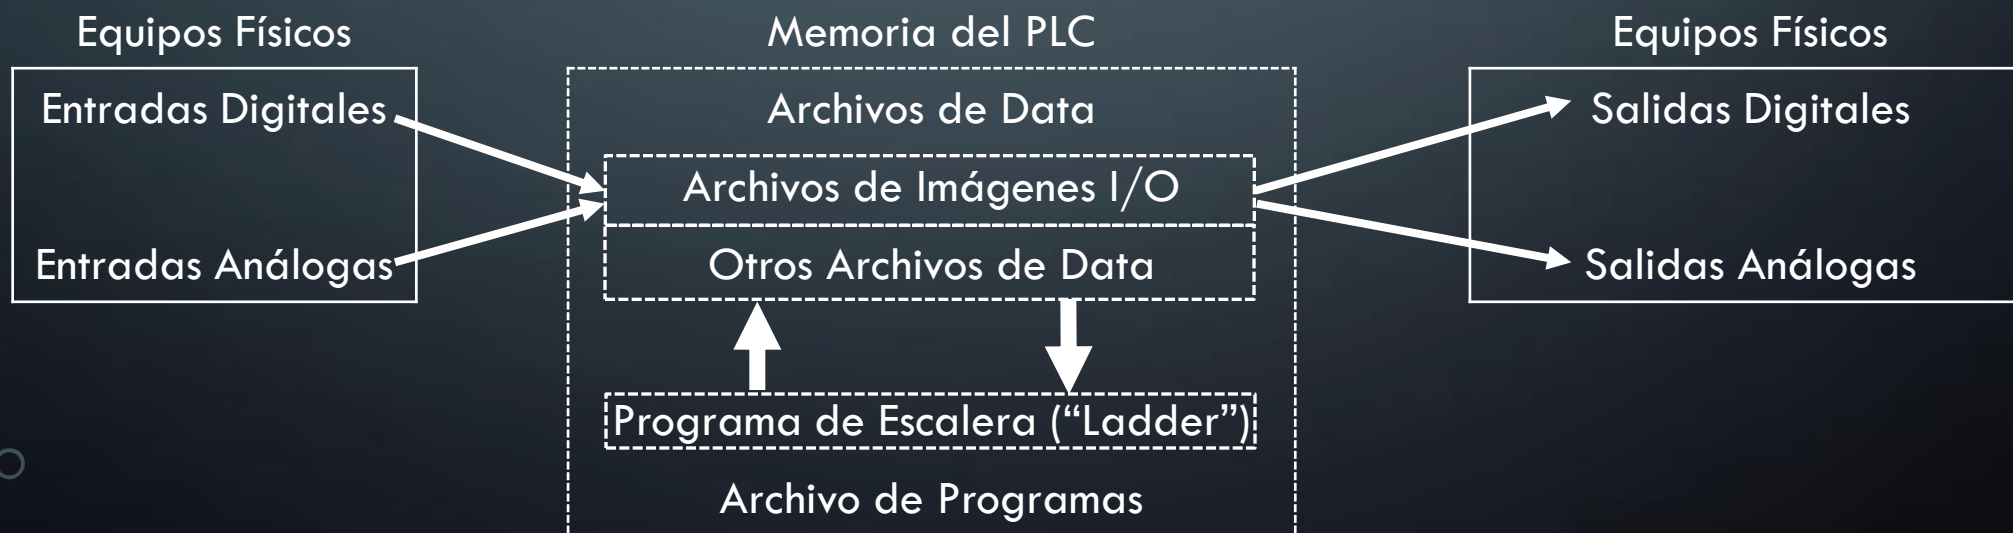 Equipos Físicos
Memoria del PLC
Equipos Físicos
Entradas Digitales
Entradas Análogas
Archivos de Data
Archivos de Imágenes I/O
Otros Archivos de Data
Programa de Escalera (“Ladder”)
Archivo de Programas
Salidas Digitales
Salidas Análogas